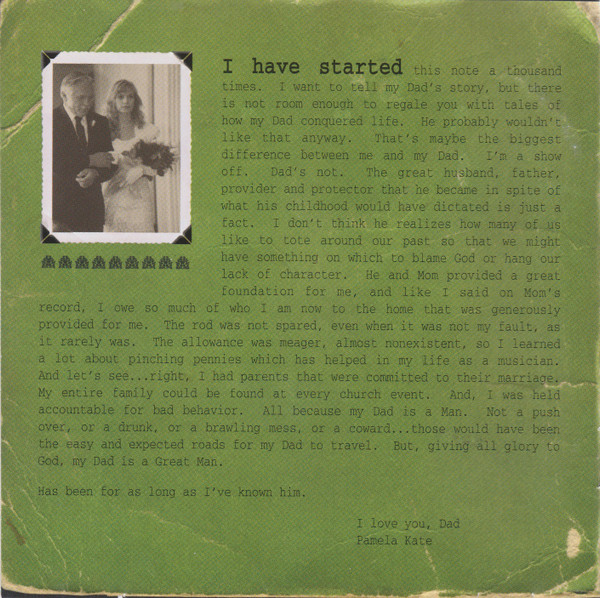 I have started this note a thousand
times. I want to tell my Dad's story, but there
is not room enough to regale you with tales of
how my Dad conquered life. He probably wouldn't
like that anyway. That's maybe the biggest
difference between me and my Dad. I'm a show
off. Dad's not. The great husband, father,
provider and protector that he became in spite of
what his childhood would have dictated is just a
fact. I don't think he realizes how many of us
like to tote around our past so that we might
have something on which to blame God or hang our
lack of character. He and Mom provided a great
foundation for me, and like I said on Mom's
record, I owe so much of who I am now to the home that was generously
provided for me. The rod was not spared, even when it was not my fault, as
it rarely was. The allowance was meager, almost nonexistent, so I learned
a lot about pinching pennies which has helped in my life as a musician.
And let's see...right, I had parents that were committed to their marriage.
My entire family could be found at every church event. And, I was held
accountable for bad behavior. All because my Dad is a Man. Not a push
over, or a drunk, or a brawling mess, or a coward...those would have been
the easy and expected roads for my Dad to travel. But, giving all glory to
God, my Dad is a Great Man.
Has been for as long as I've known him.
I love you, Dad
Pamela Kate